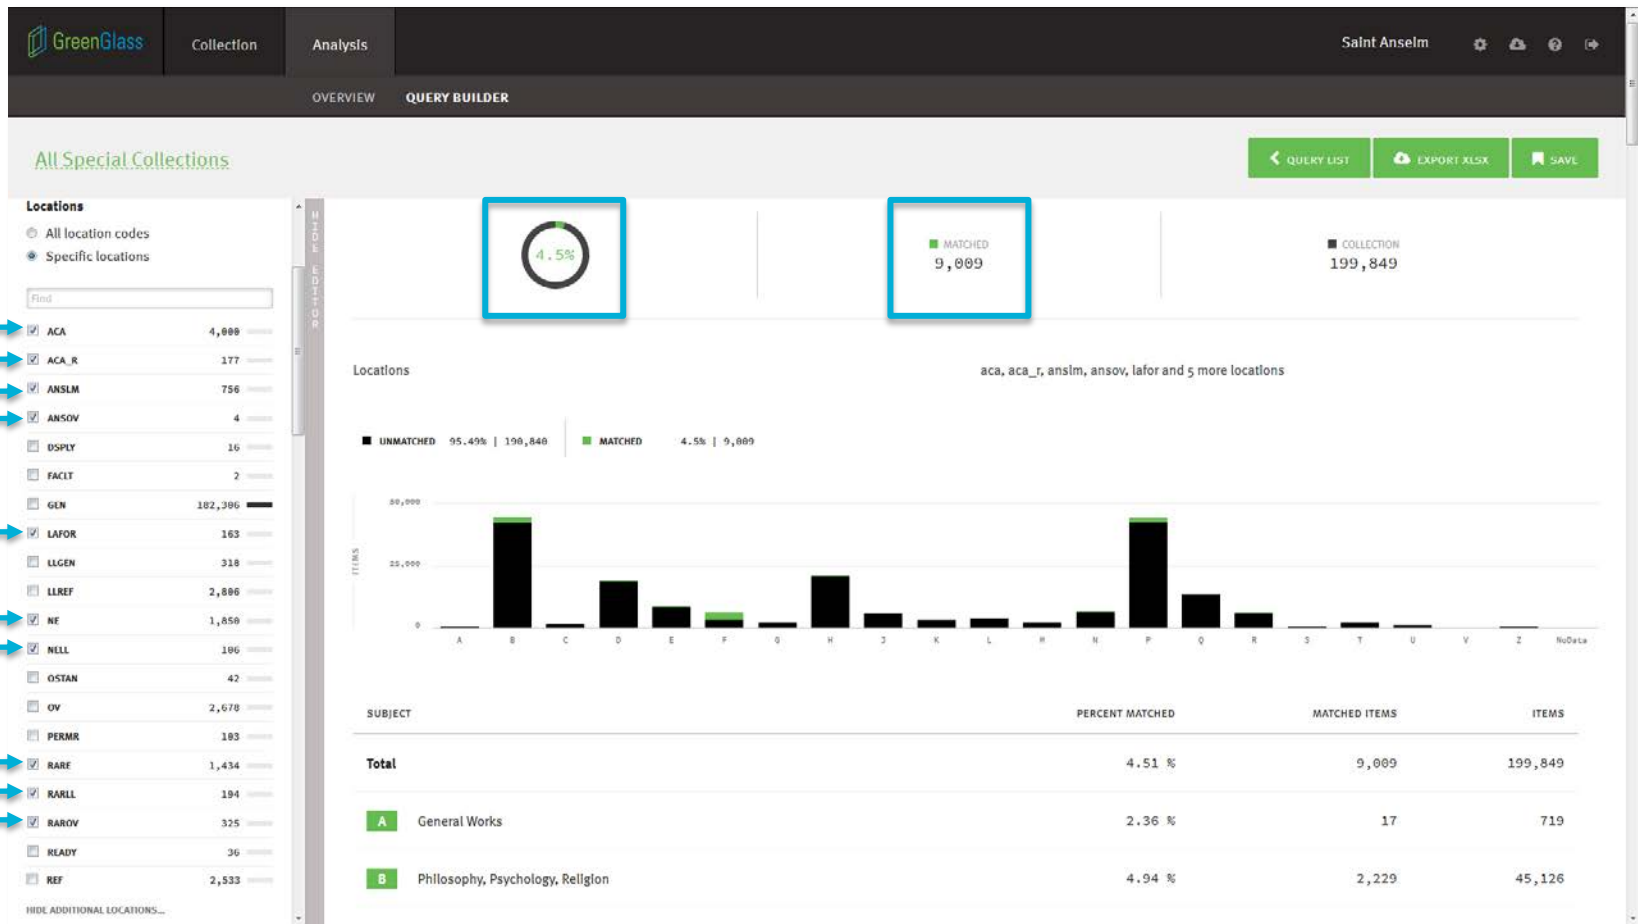 GreenGlass Collection Analysis Saint Anselm
OVERVIEW QUERY BUILDER
All Special Collections
QUERY LIST EXPORT XLSX SAVE
Locations
All location codes
Specific locations
Find
ACA 4,000
ACA_R 177
ANSLM 756
ANSOV 4
DSPLY 16
FACLT 2
GEN 182,306
LAFOR 163
LLGEN 318
LLREF 2,806
NE 1,850
NELL 106
OSTAN 42
OV 2,678
PERMR 103
RARE 1,434
RARLL 194
RAROV 325
READY 36
REF 2,533
HIDE ADDITIONAL LOCATIONS...
HIDE EDITOR
4.5%
MATCHED
9,009
COLLECTION
199,849
Locations aca, aca_r, anslm, ansov, lafor and 5 more locations
UNMATCHED 95.49% | 190,840 MATCHED 4.5% | 9,009
50,000
25,000
0
ITEMS
A B C D E F G H J K L M N P Q R S T U V Z NoData
SUBJECT PERCENT MATCHED MATCHED ITEMS ITEMS
Total 4.51 % 9,009 199,849
A General Works 2.36 % 17 719
B Philosophy, Psychology, Religion 4.94 % 2,229 45,126